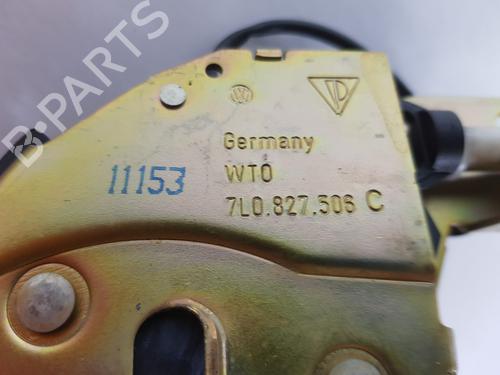 B-PARTS
Germany
11153
WTO
7L0.827.506 C